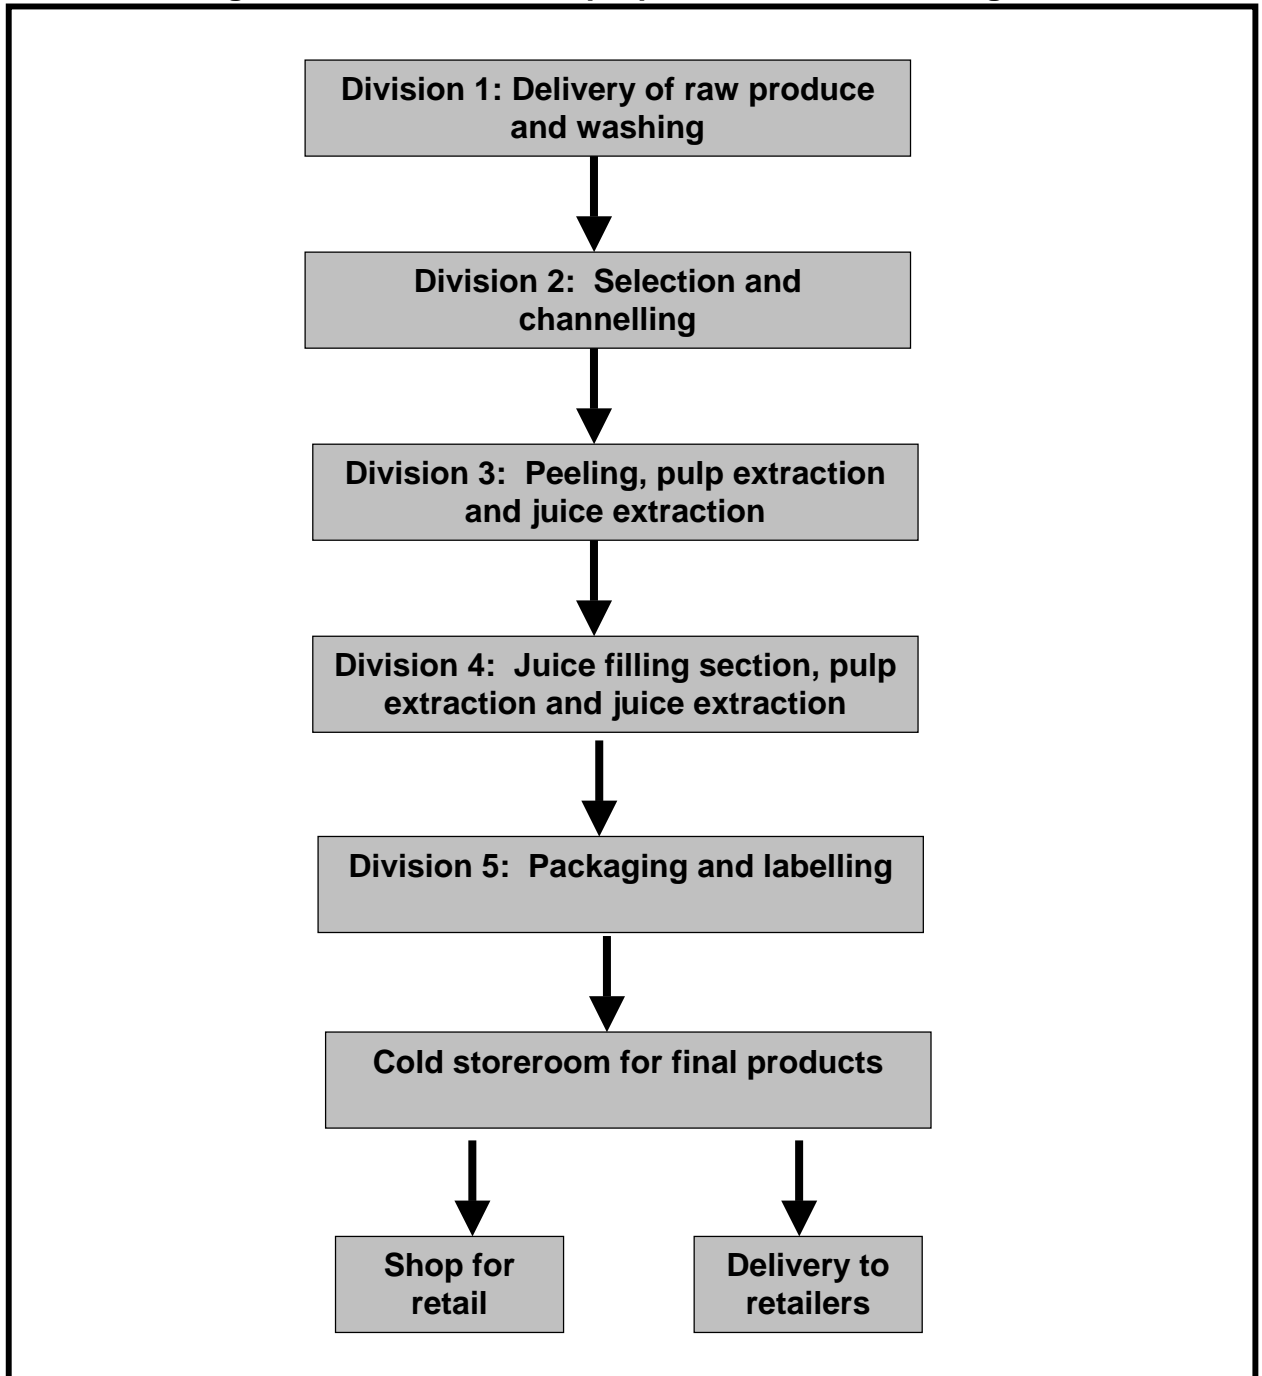 Division 1: Delivery of raw produce
and washing
Division 2:  Selection and
channelling
Division 3:  Peeling, pulp extraction
and juice extraction
Division 4:  Juice filling section, pulp
extraction and juice extraction
Division 5:  Packaging and labelling
Cold storeroom for final products
Shop for
retail
Delivery to
retailers